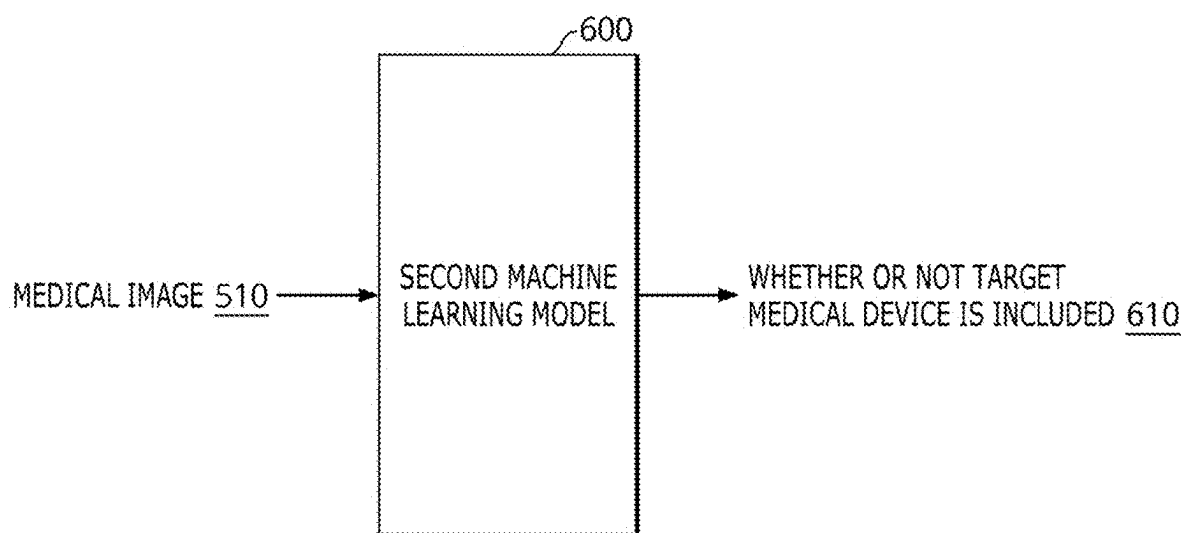 600
MEDICAL IMAGE 510
SECOND MACHINE
LEARNING MODEL
WHETHER OR NOT TARGET
MEDICAL DEVICE IS INCLUDED 610